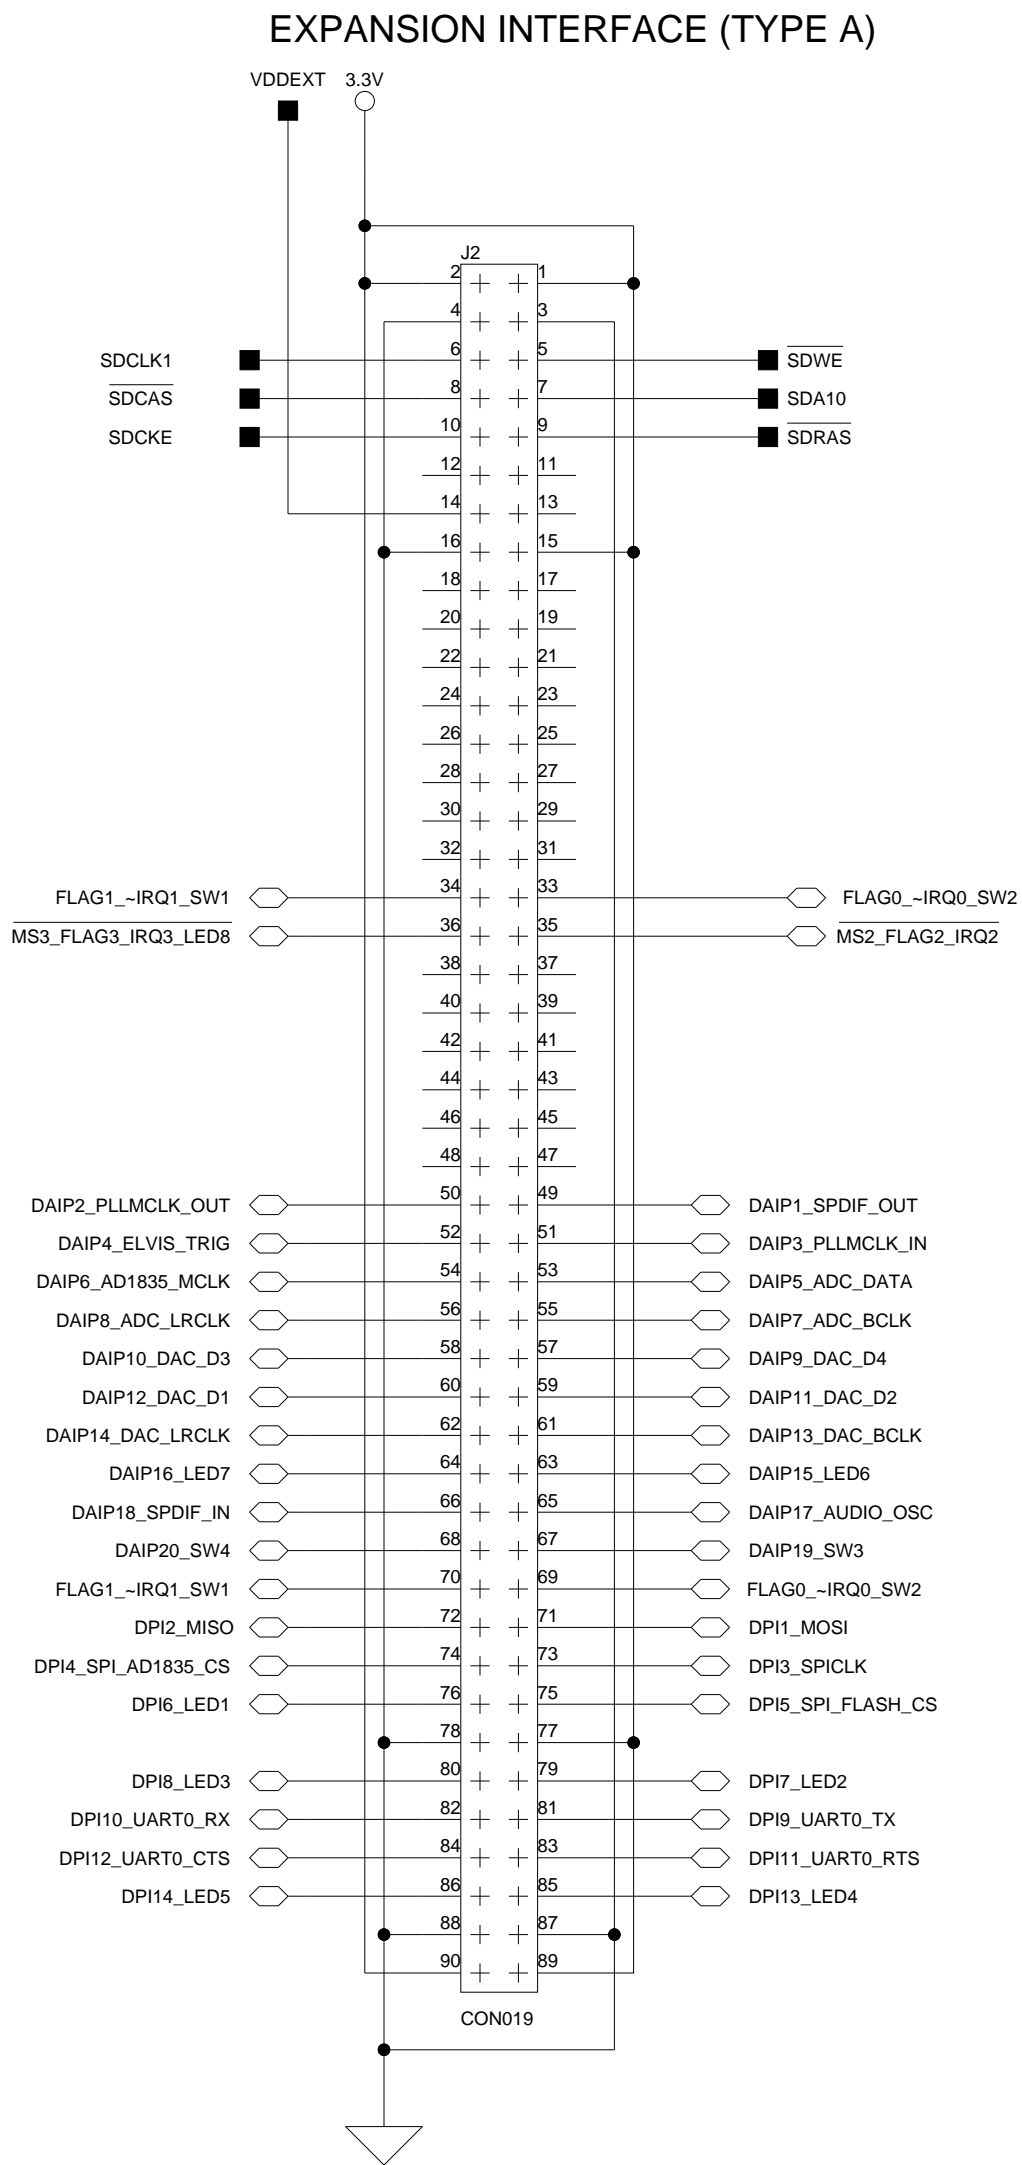 EXPANSION INTERFACE (TYPE A)
VDDEXT 3.3V
J2
2 1
4 3
SDCLK1 6 5 SDWE
SDCAS 8 7 SDA10
SDCKE 10 9 SDRAS
12 11
14 13
16 15
18 17
20 19
22 21
24 23
26 25
28 27
30 29
32 31
FLAG1_~IRQ1_SW1 34 33 FLAG0_~IRQ0_SW2
MS3_FLAG3_IRQ3_LED8 36 35 MS2_FLAG2_IRQ2
38 37
40 39
42 41
44 43
46 45
48 47
DAIP2_PLLMCLK_OUT 50 49 DAIP1_SPDIF_OUT
DAIP4_ELVIS_TRIG 52 51 DAIP3_PLLMCLK_IN
DAIP6_AD1835_MCLK 54 53 DAIP5_ADC_DATA
DAIP8_ADC_LRCLK 56 55 DAIP7_ADC_BCLK
DAIP10_DAC_D3 58 57 DAIP9_DAC_D4
DAIP12_DAC_D1 60 59 DAIP11_DAC_D2
DAIP14_DAC_LRCLK 62 61 DAIP13_DAC_BCLK
DAIP16_LED7 64 63 DAIP15_LED6
DAIP18_SPDIF_IN 66 65 DAIP17_AUDIO_OSC
DAIP20_SW4 68 67 DAIP19_SW3
FLAG1_~IRQ1_SW1 70 69 FLAG0_~IRQ0_SW2
DPI2_MISO 72 71 DPI1_MOSI
DPI4_SPI_AD1835_CS 74 73 DPI3_SPICLK
DPI6_LED1 76 75 DPI5_SPI_FLASH_CS
78 77
DPI8_LED3 80 79 DPI7_LED2
DPI10_UART0_RX 82 81 DPI9_UART0_TX
DPI12_UART0_CTS 84 83 DPI11_UART0_RTS
DPI14_LED5 86 85 DPI13_LED4
88 87
90 89
CON019